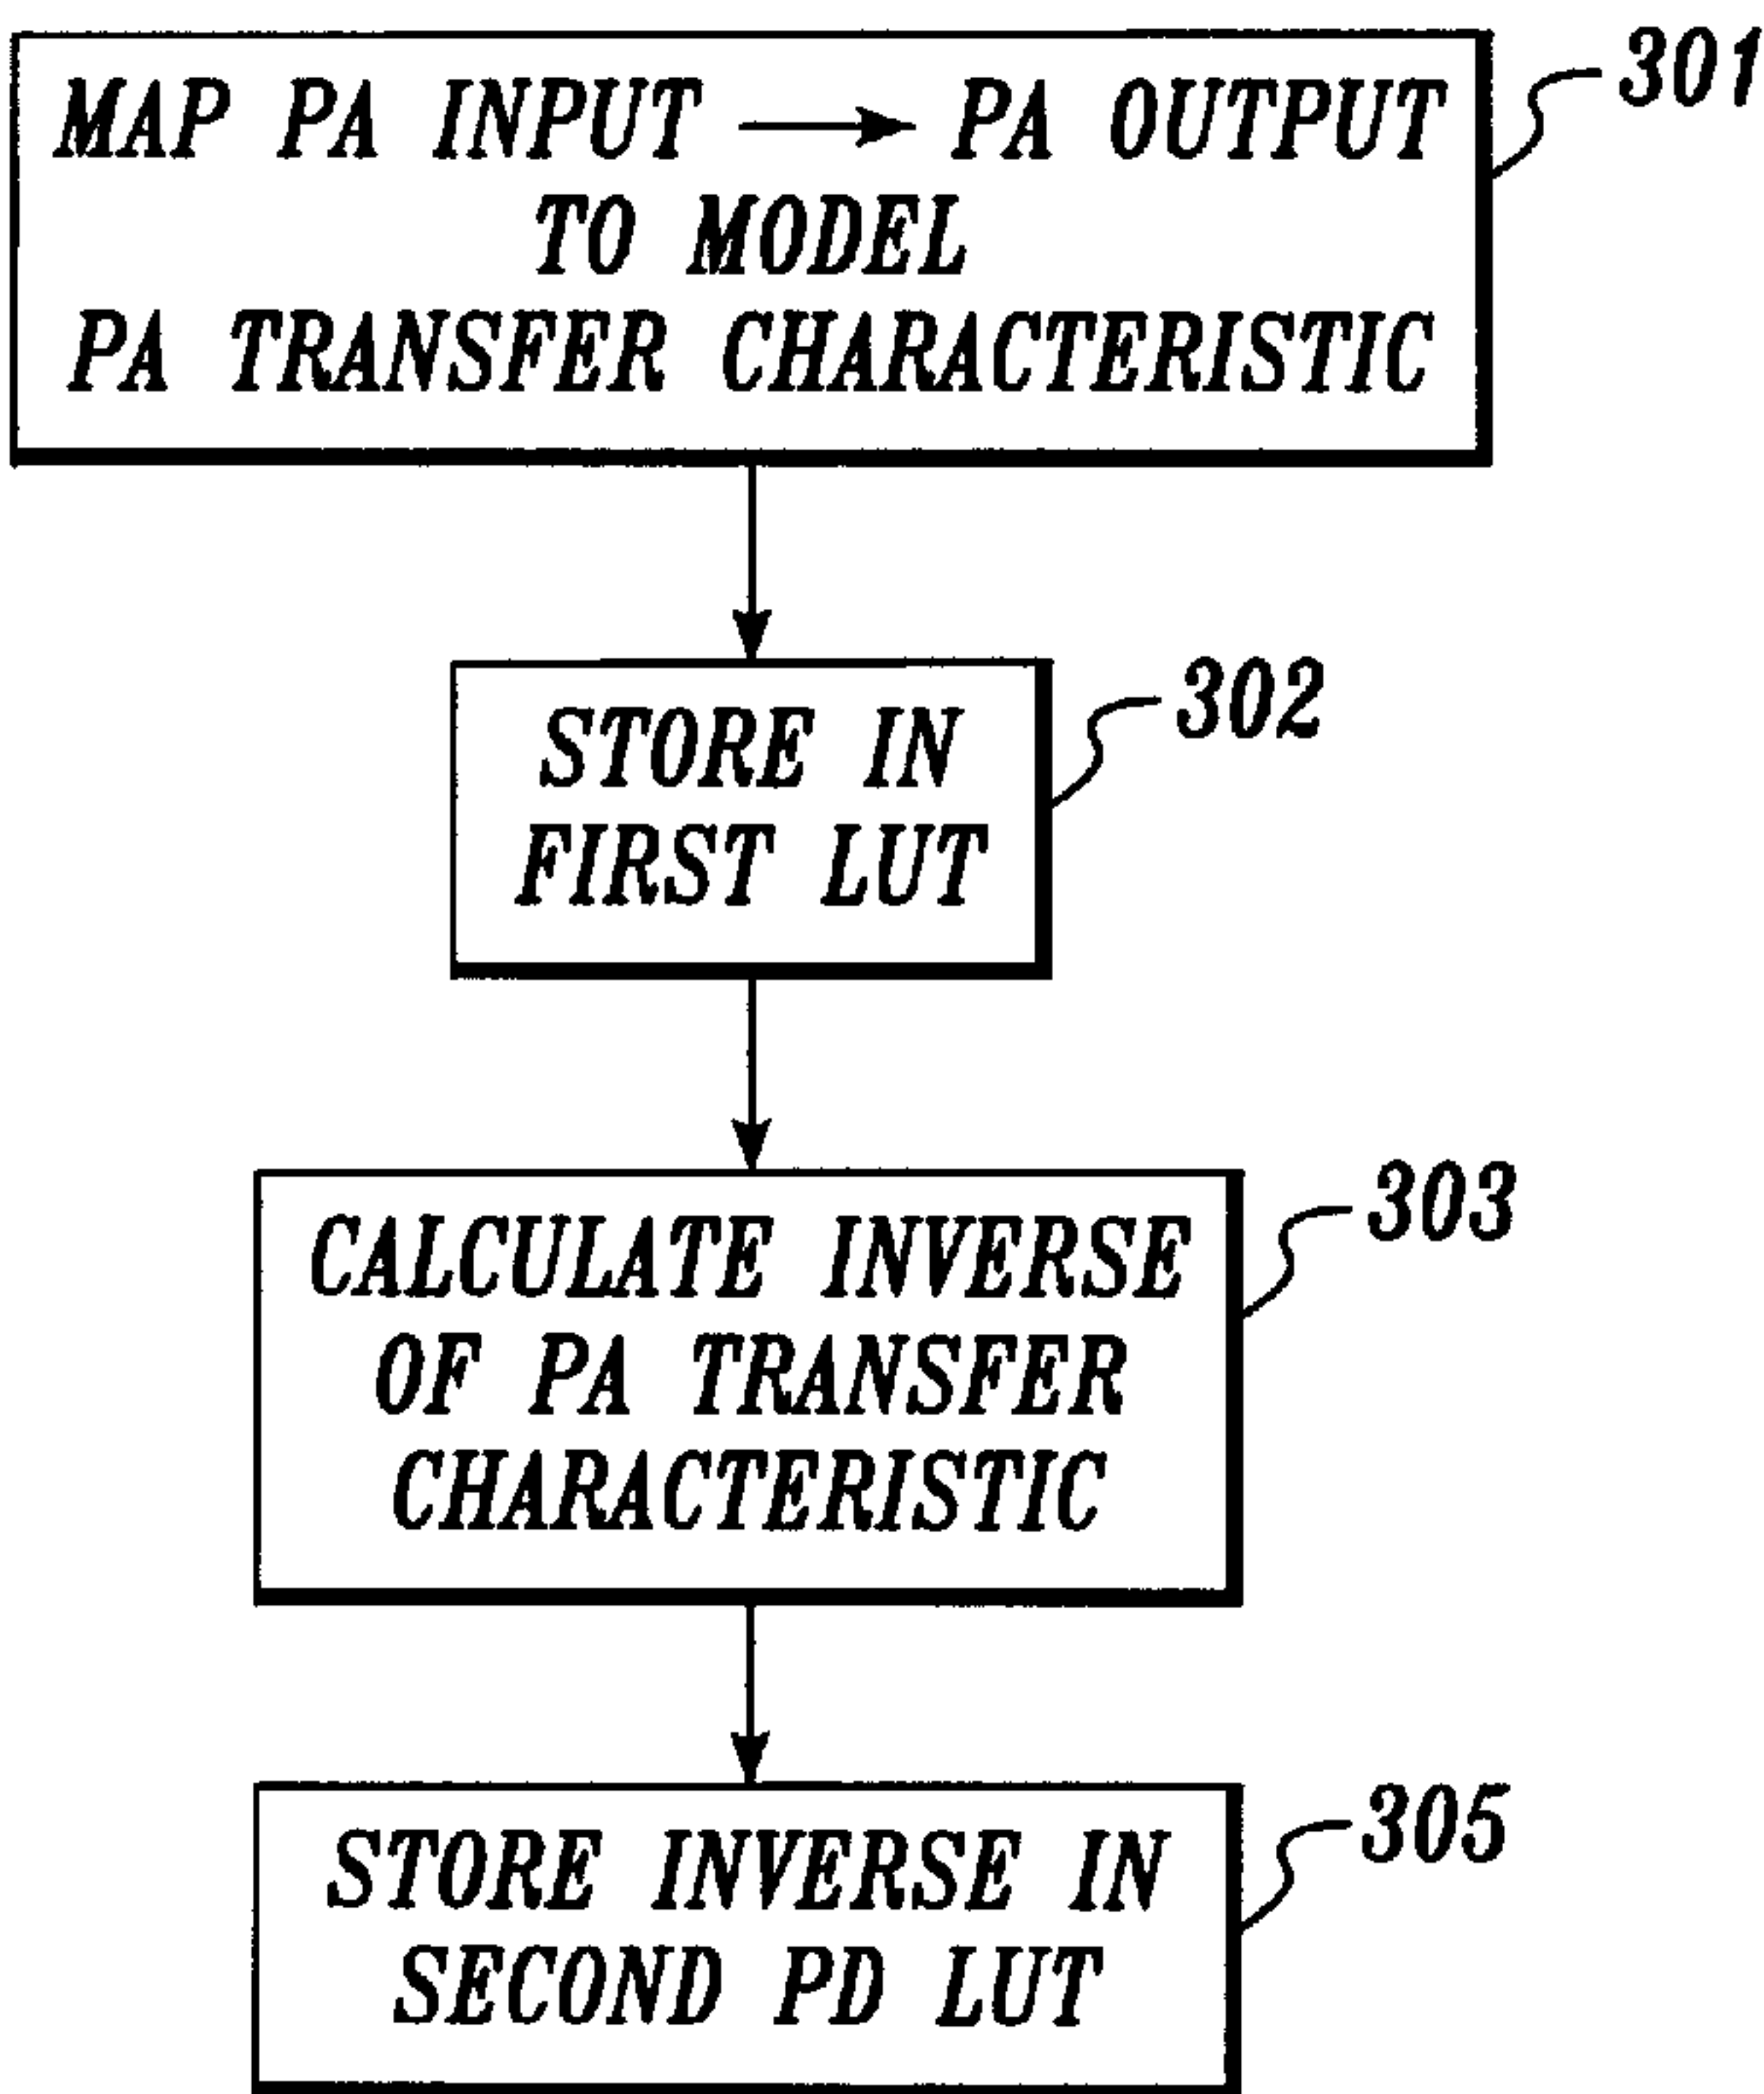 MAP PA INPUT → PA OUTPUT
TO MODEL
PA TRANSFER CHARACTERISTIC
301
STORE IN
FIRST LUT
302
CALCULATE INVERSE
OF PA TRANSFER
CHARACTERISTIC
303
STORE INVERSE IN
SECOND PD LUT
305